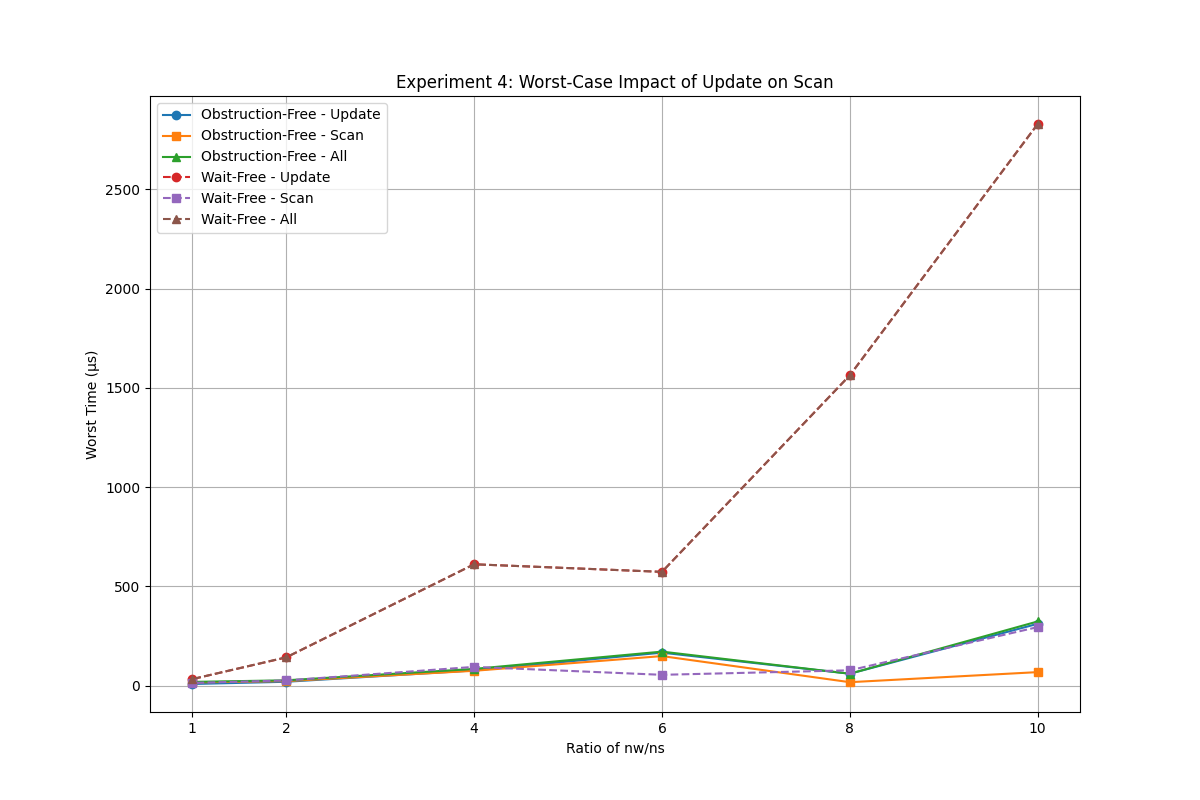 Experiment 4: Worst-Case Impact of Update on Scan
Obstruction-Free - Update
Obstruction-Free - Scan
Obstruction-Free - All
Wait-Free - Update
Wait-Free - Scan
Wait-Free - All
2500
2000
1500
1000
500
0
Worst Time (μs)
1 2 4 6 8 10
Ratio of nw/ns